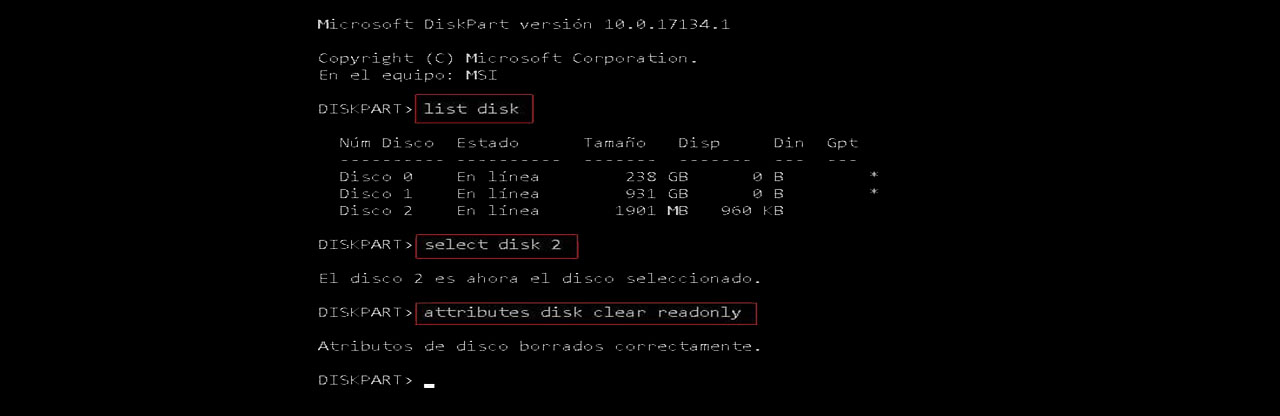 Microsoft DiskPart versión 10.0.17134.1
Copyright (C) Microsoft Corporation.
En el equipo: MSI
DISKPART> list disk
Núm Disco  Estado      Tamaño   Disp     Din  Gpt
----------  ----------  -------  -------  ---  ---
Disco 0    En línea        238 GB      0 B        *
Disco 1    En línea        931 GB      0 B        *
Disco 2    En línea       1901 MB   960 KB
DISKPART> select disk 2
El disco 2 es ahora el disco seleccionado.
DISKPART> attributes disk clear readonly
Atributos de disco borrados correctamente.
DISKPART>